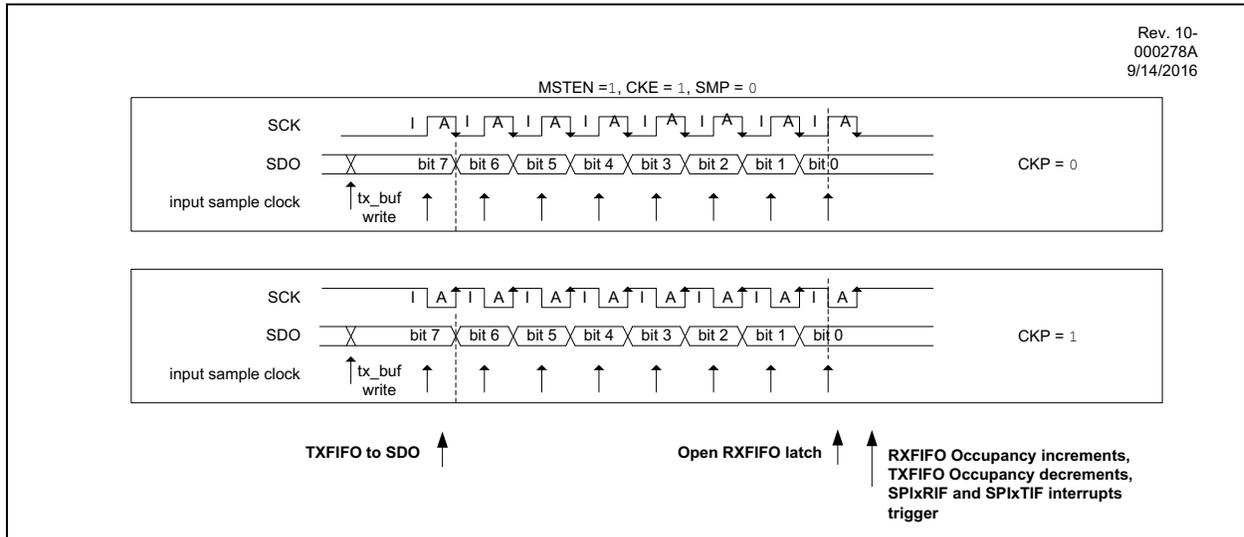 Rev. 10-
000278A
9/14/2016
MSTEN =1, CKE = 1, SMP = 0
SCK I A I A I A I A I A I A I A I A
SDO bit 7 bit 6 bit 5 bit 4 bit 3 bit 2 bit 1 bit 0 CKP = 0
input sample clock tx_buf
write
SCK I A I A I A I A I A I A I A I A
SDO bit 7 bit 6 bit 5 bit 4 bit 3 bit 2 bit 1 bit 0 CKP = 1
input sample clock tx_buf
write
TXFIFO to SDO
Open RXFIFO latch
RXFIFO Occupancy increments,
TXFIFO Occupancy decrements,
SPIxRIF and SPIxTIF interrupts
trigger